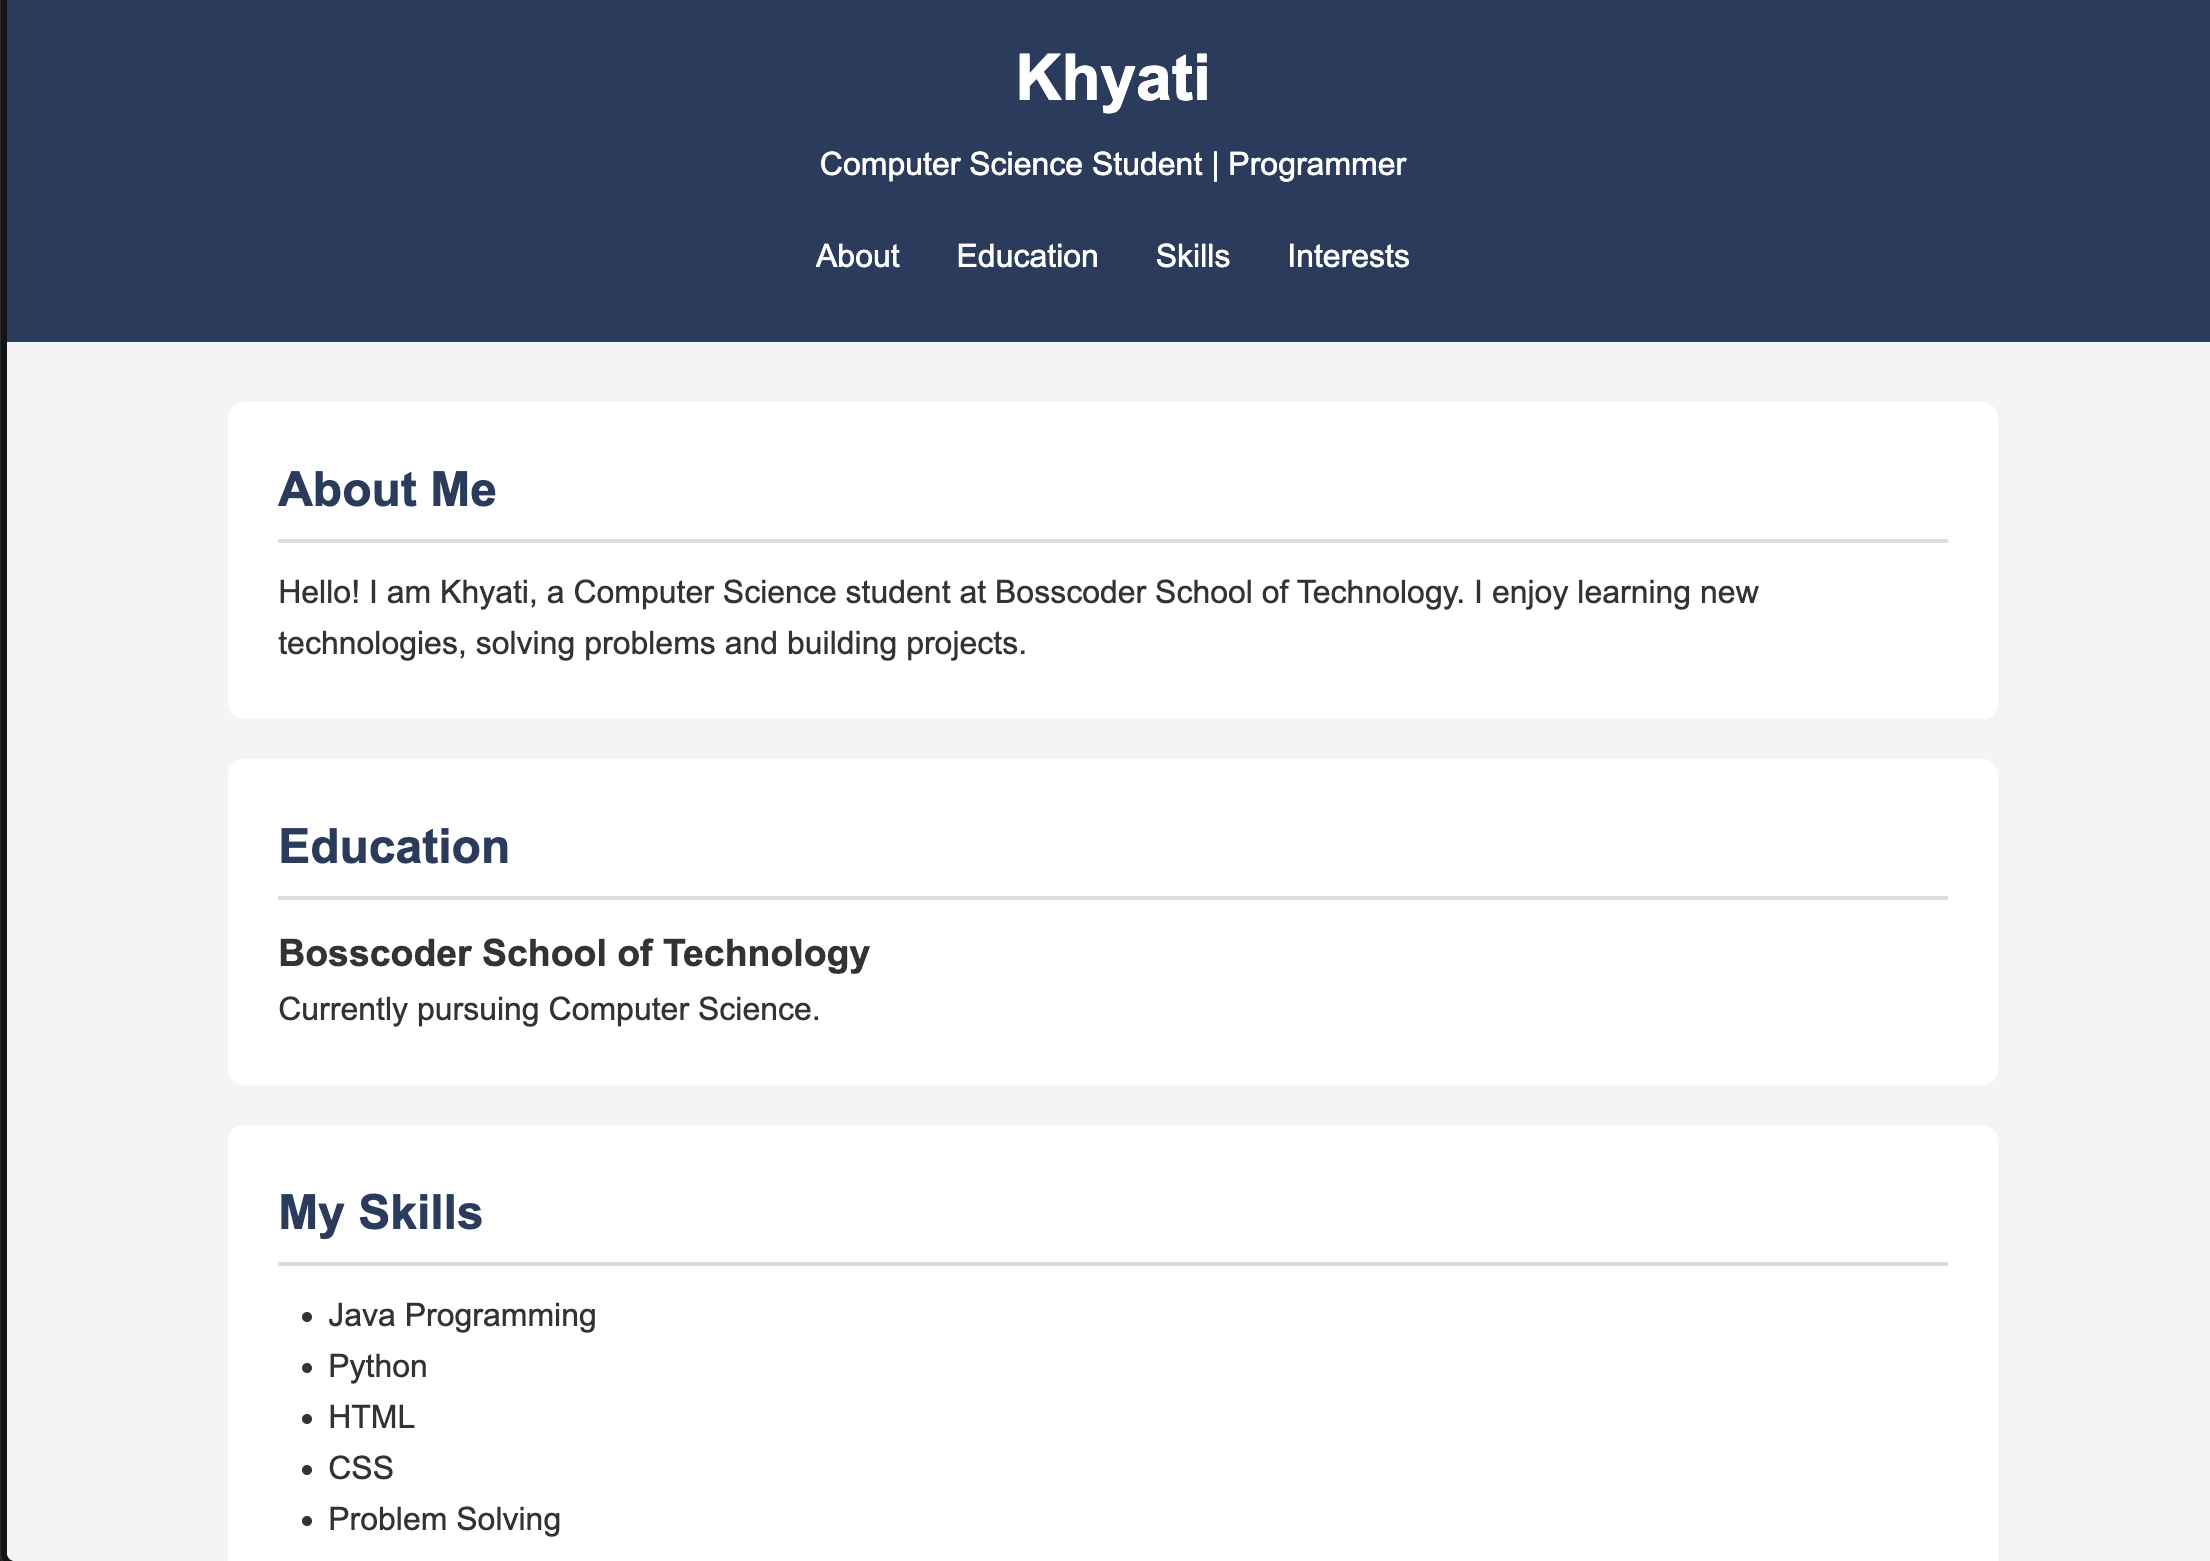 Khyati
Computer Science Student | Programmer
About Education Skills Interests
About Me
Hello! I am Khyati, a Computer Science student at Bosscoder School of Technology. I enjoy learning new
technologies, solving problems and building projects.
Education
Bosscoder School of Technology
Currently pursuing Computer Science.
My Skills
• Java Programming
• Python
• HTML
• CSS
• Problem Solving